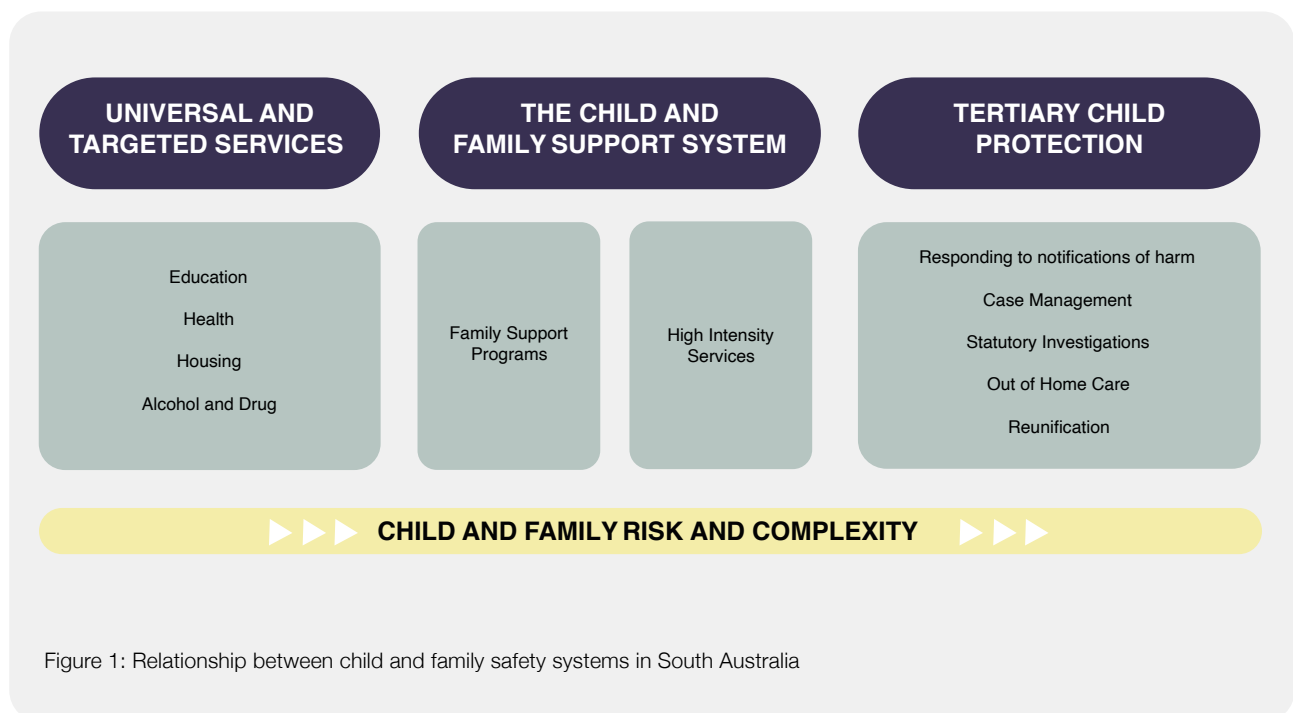 UNIVERSAL AND
TARGETED SERVICES
THE CHILD AND
FAMILY SUPPORT SYSTEM
TERTIARY CHILD
PROTECTION
Education
Health
Housing
Alcohol and Drug
Family Support
Programs
High Intensity
Services
Responding to notifications of harm
Case Management
Statutory Investigations
Out of Home Care
Reunification
CHILD AND FAMILY RISK AND COMPLEXITY
Figure 1: Relationship between child and family safety systems in South Australia